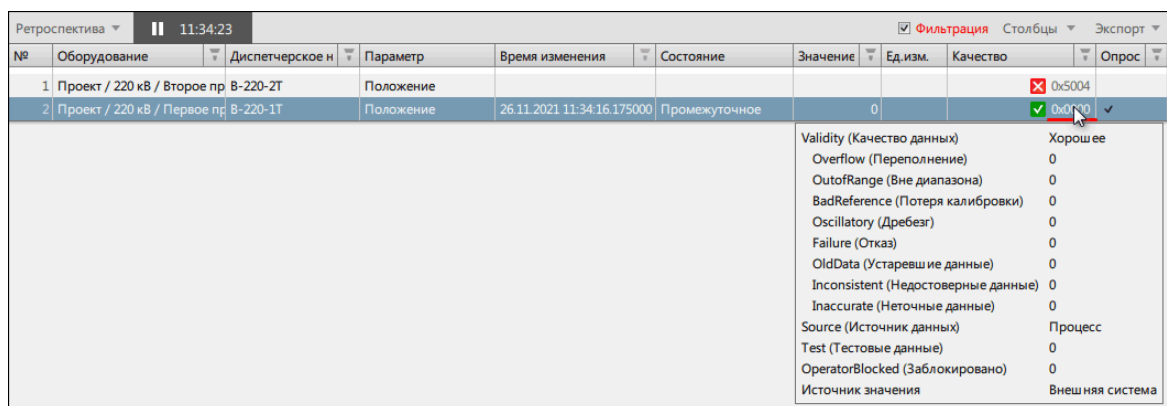 Ретроспектива 11:34:23 Фильтрация Столбцы Экспорт
№ Оборудование Диспетчерское н Параметр Время изменения Состояние Значение Ед.изм. Качество Опрос
1 Проект / 220 кВ / Второе пр В-220-2Т Положение 0x5004
2 Проект / 220 кВ / Первое пр В-220-1Т Положение 26.11.2021 11:34:16.175000 Промежуточное 0
Validity (Качество данных) Хорошее
Overflow (Переполнение) 0
OutofRange (Вне диапазона) 0
BadReference (Потеря калибровки) 0
Oscillatory (Дребезг) 0
Failure (Отказ) 0
OldData (Устаревшие данные) 0
Inconsistent (Недостоверные данные) 0
Inaccurate (Неточные данные) 0
Source (Источник данных) Процесс
Test (Тестовые данные) 0
OperatorBlocked (Заблокировано) 0
Источник значения Внешняя система